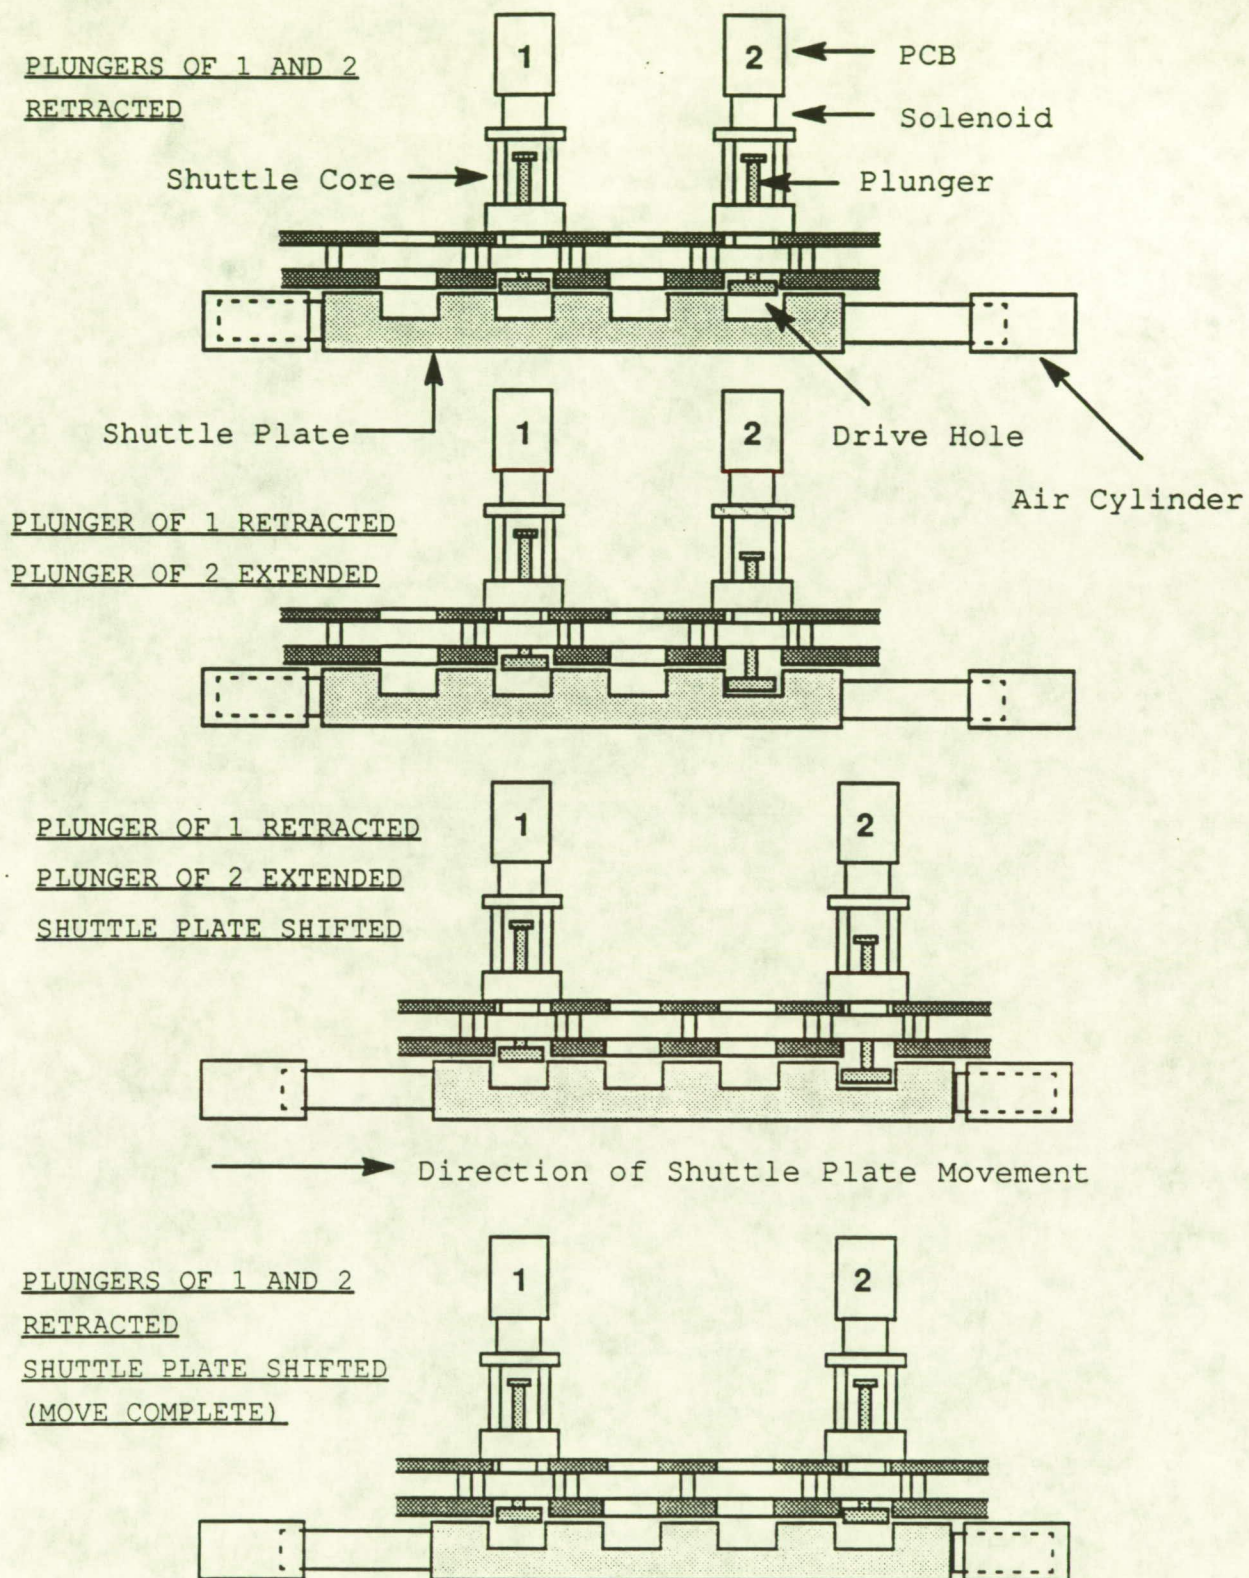 PLUNGERS OF 1 AND 2
RETRACTED
1
2
PCB
Solenoid
Shuttle Core
Plunger
Shuttle Plate
Drive Hole
Air Cylinder
PLUNGER OF 1 RETRACTED
PLUNGER OF 2 EXTENDED
1
2
PLUNGER OF 1 RETRACTED
PLUNGER OF 2 EXTENDED
SHUTTLE PLATE SHIFTED
1
2
Direction of Shuttle Plate Movement
PLUNGERS OF 1 AND 2
RETRACTED
SHUTTLE PLATE SHIFTED
(MOVE COMPLETE)
1
2